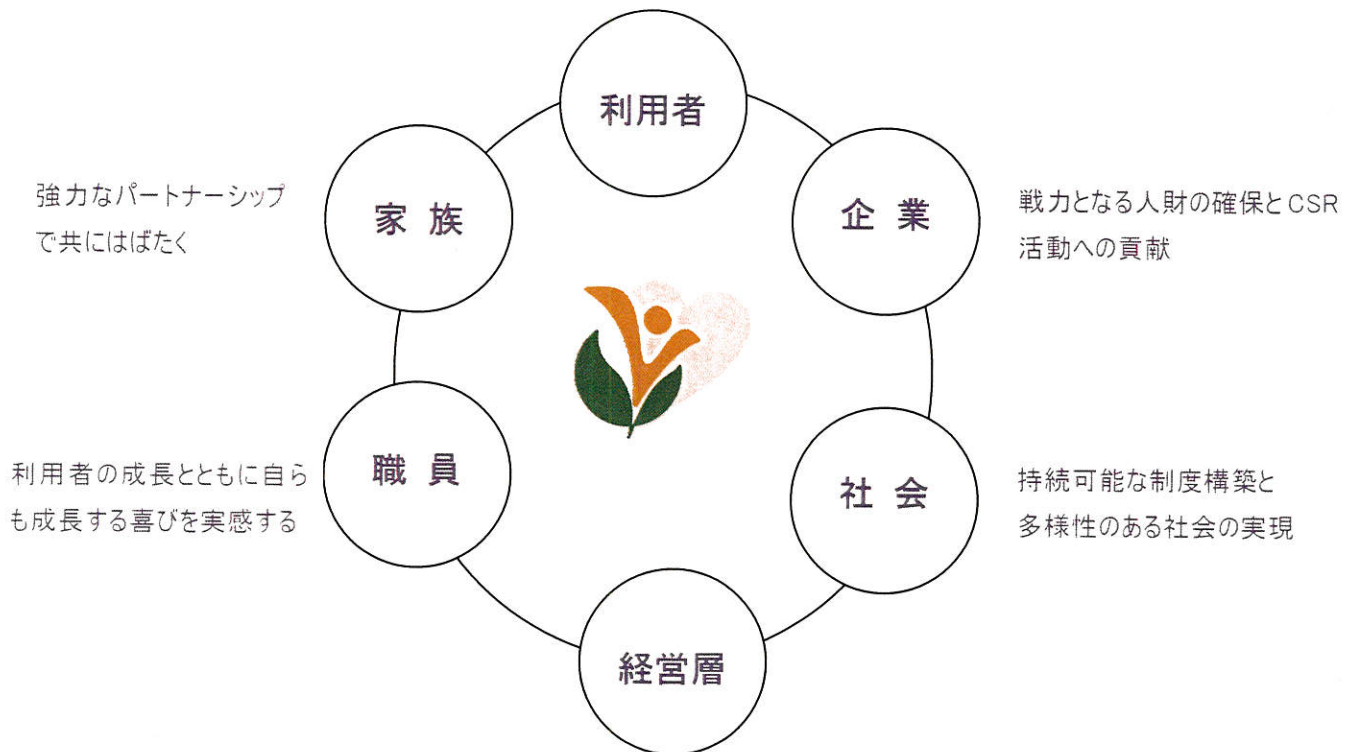 利用者
家族
企業
強力なパートナーシップ
で共にはばたく
戦力となる人財の確保とCSR
活動への貢献
職員
社会
利用者の成長とともに自ら
も成長する喜びを実感する
持続可能な制度構築と
多様性のある社会の実現
経営層